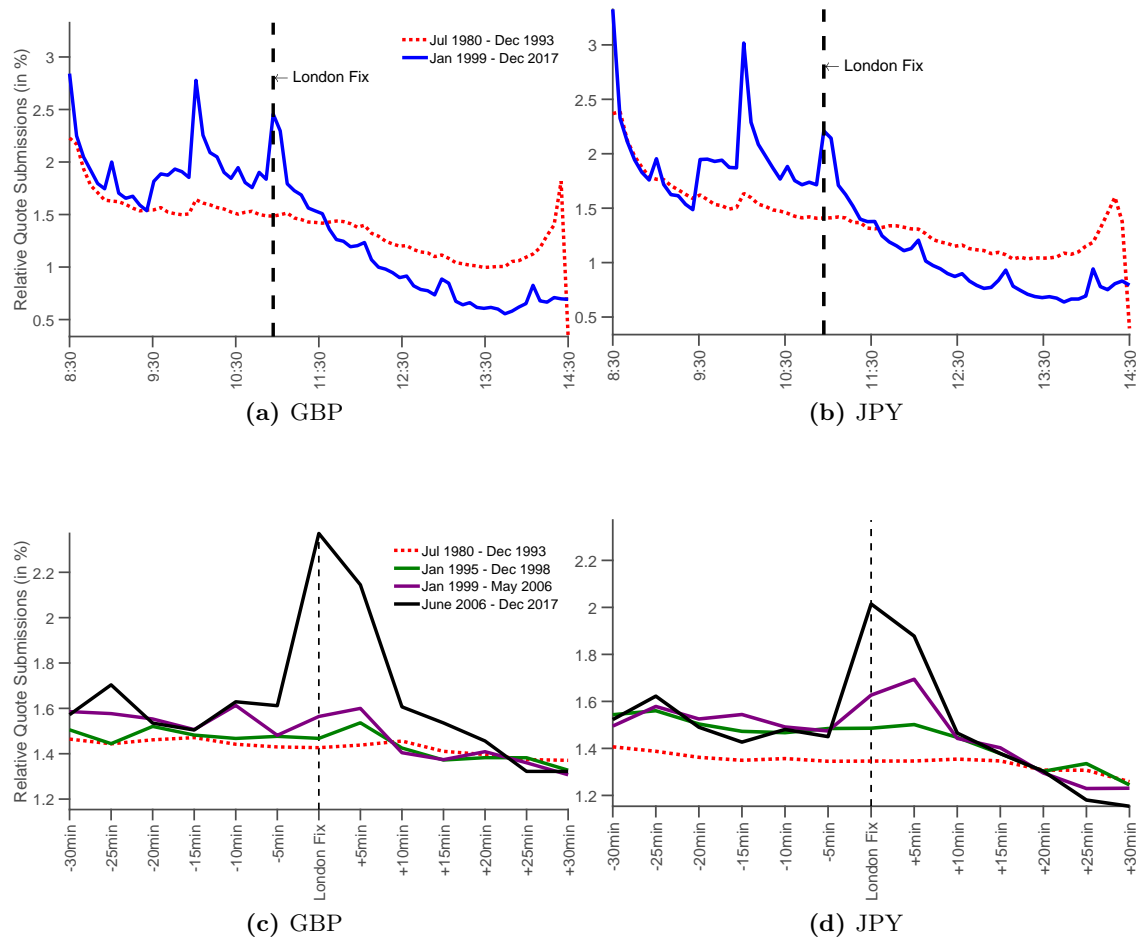 Relative Quote Submissions (in %)
3
2.5
2
1.5
1
0.5
Jul 1980 - Dec 1993
Jan 1999 - Dec 2017
← London Fix
8:30
9:30
10:30
11:30
12:30
13:30
14:30
(a) GBP
3
2.5
2
1.5
1
0.5
← London Fix
8:30
9:30
10:30
11:30
12:30
13:30
14:30
(b) JPY
Relative Quote Submissions (in %)
2.2
2
1.8
1.6
1.4
1.2
Jul 1980 - Dec 1993
Jan 1995 - Dec 1998
Jan 1999 - May 2006
June 2006 - Dec 2017
-30min
-25min
-20min
-15min
-10min
-5min
London Fix
+5min
+10min
+15min
+20min
+25min
+30min
(c) GBP
2.2
2
1.8
1.6
1.4
1.2
-30min
-25min
-20min
-15min
-10min
-5min
London Fix
+5min
+10min
+15min
+20min
+25min
+30min
(d) JPY